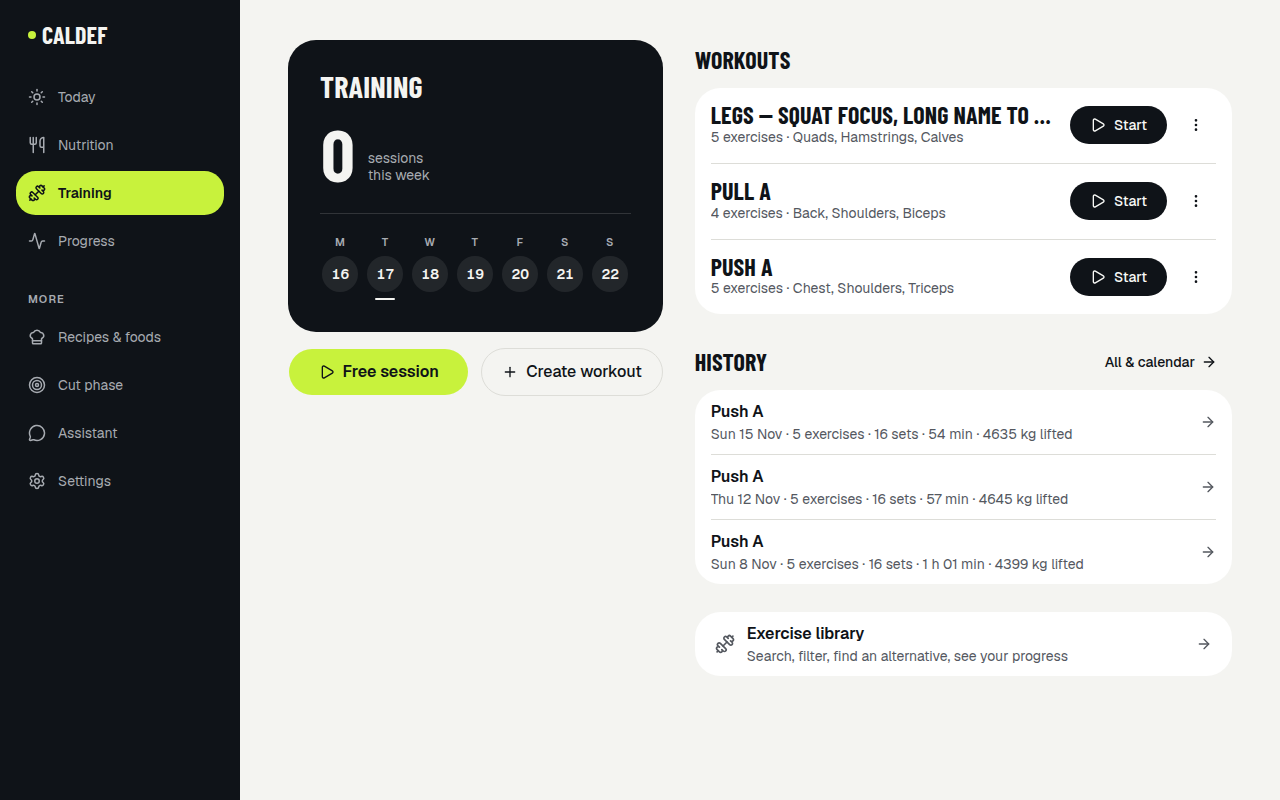 CALDEF
Today
Nutrition
Training
Progress
MORE
Recipes & foods
Cut phase
Assistant
Settings
TRAINING
0 sessions
this week
M T W T F S S
16 17 18 19 20 21 22
Free session
Create workout
WORKOUTS
LEGS – SQUAT FOCUS, LONG NAME TO ...
5 exercises · Quads, Hamstrings, Calves
Start
PULL A
4 exercises · Back, Shoulders, Biceps
Start
PUSH A
5 exercises · Chest, Shoulders, Triceps
Start
HISTORY
All & calendar
Push A
Sun 15 Nov · 5 exercises · 16 sets · 54 min · 4635 kg lifted
Push A
Thu 12 Nov · 5 exercises · 16 sets · 57 min · 4645 kg lifted
Push A
Sun 8 Nov · 5 exercises · 16 sets · 1 h 01 min · 4399 kg lifted
Exercise library
Search, filter, find an alternative, see your progress